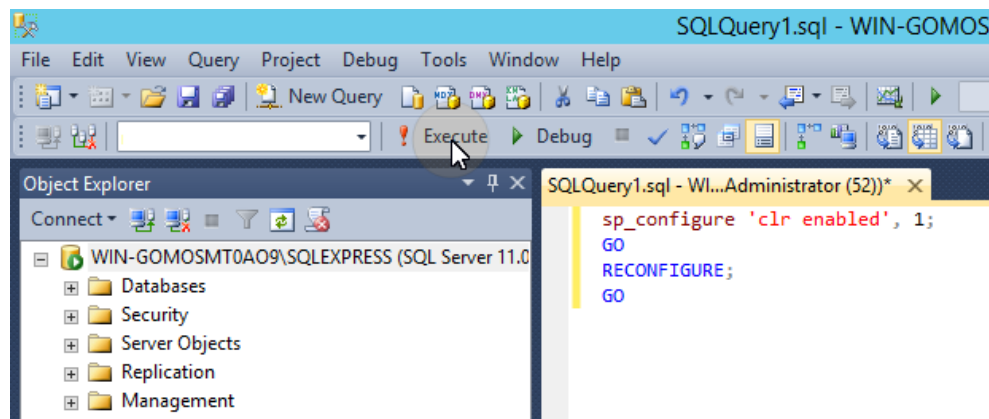 SQLQuery1.sql - WIN-GOMOS
File Edit View Query Project Debug Tools Window Help
New Query MDX DMX
Execute Debug
Object Explorer
SQLQuery1.sql - WI...Administrator (52))*
Connect
sp_configure 'clr enabled', 1;
GO
RECONFIGURE;
GO
WIN-GOMOSMT0AO9\SQLEXPRESS (SQL Server 11.0
Databases
Security
Server Objects
Replication
Management